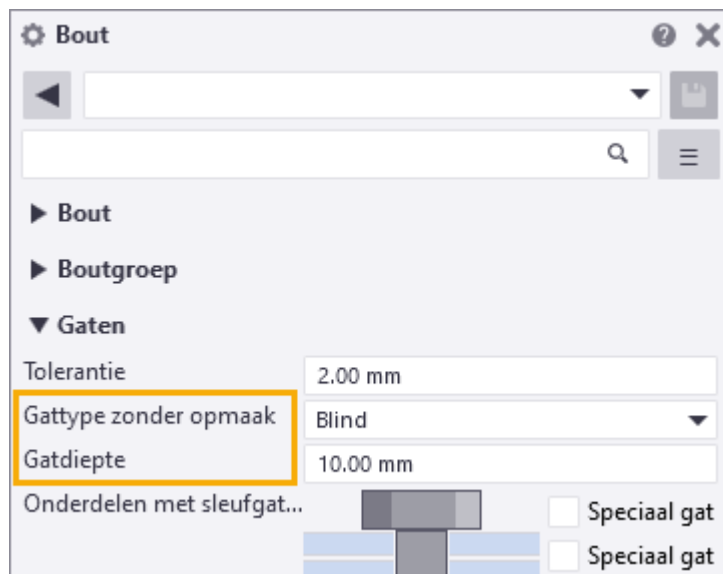 Bout
Bout
Boutgroep
Gaten
Tolerantie 2.00 mm
Gattype zonder opmaak Blind
Gatdiepte 10.00 mm
Onderdelen met sleufgat... Speciaal gat
Speciaal gat